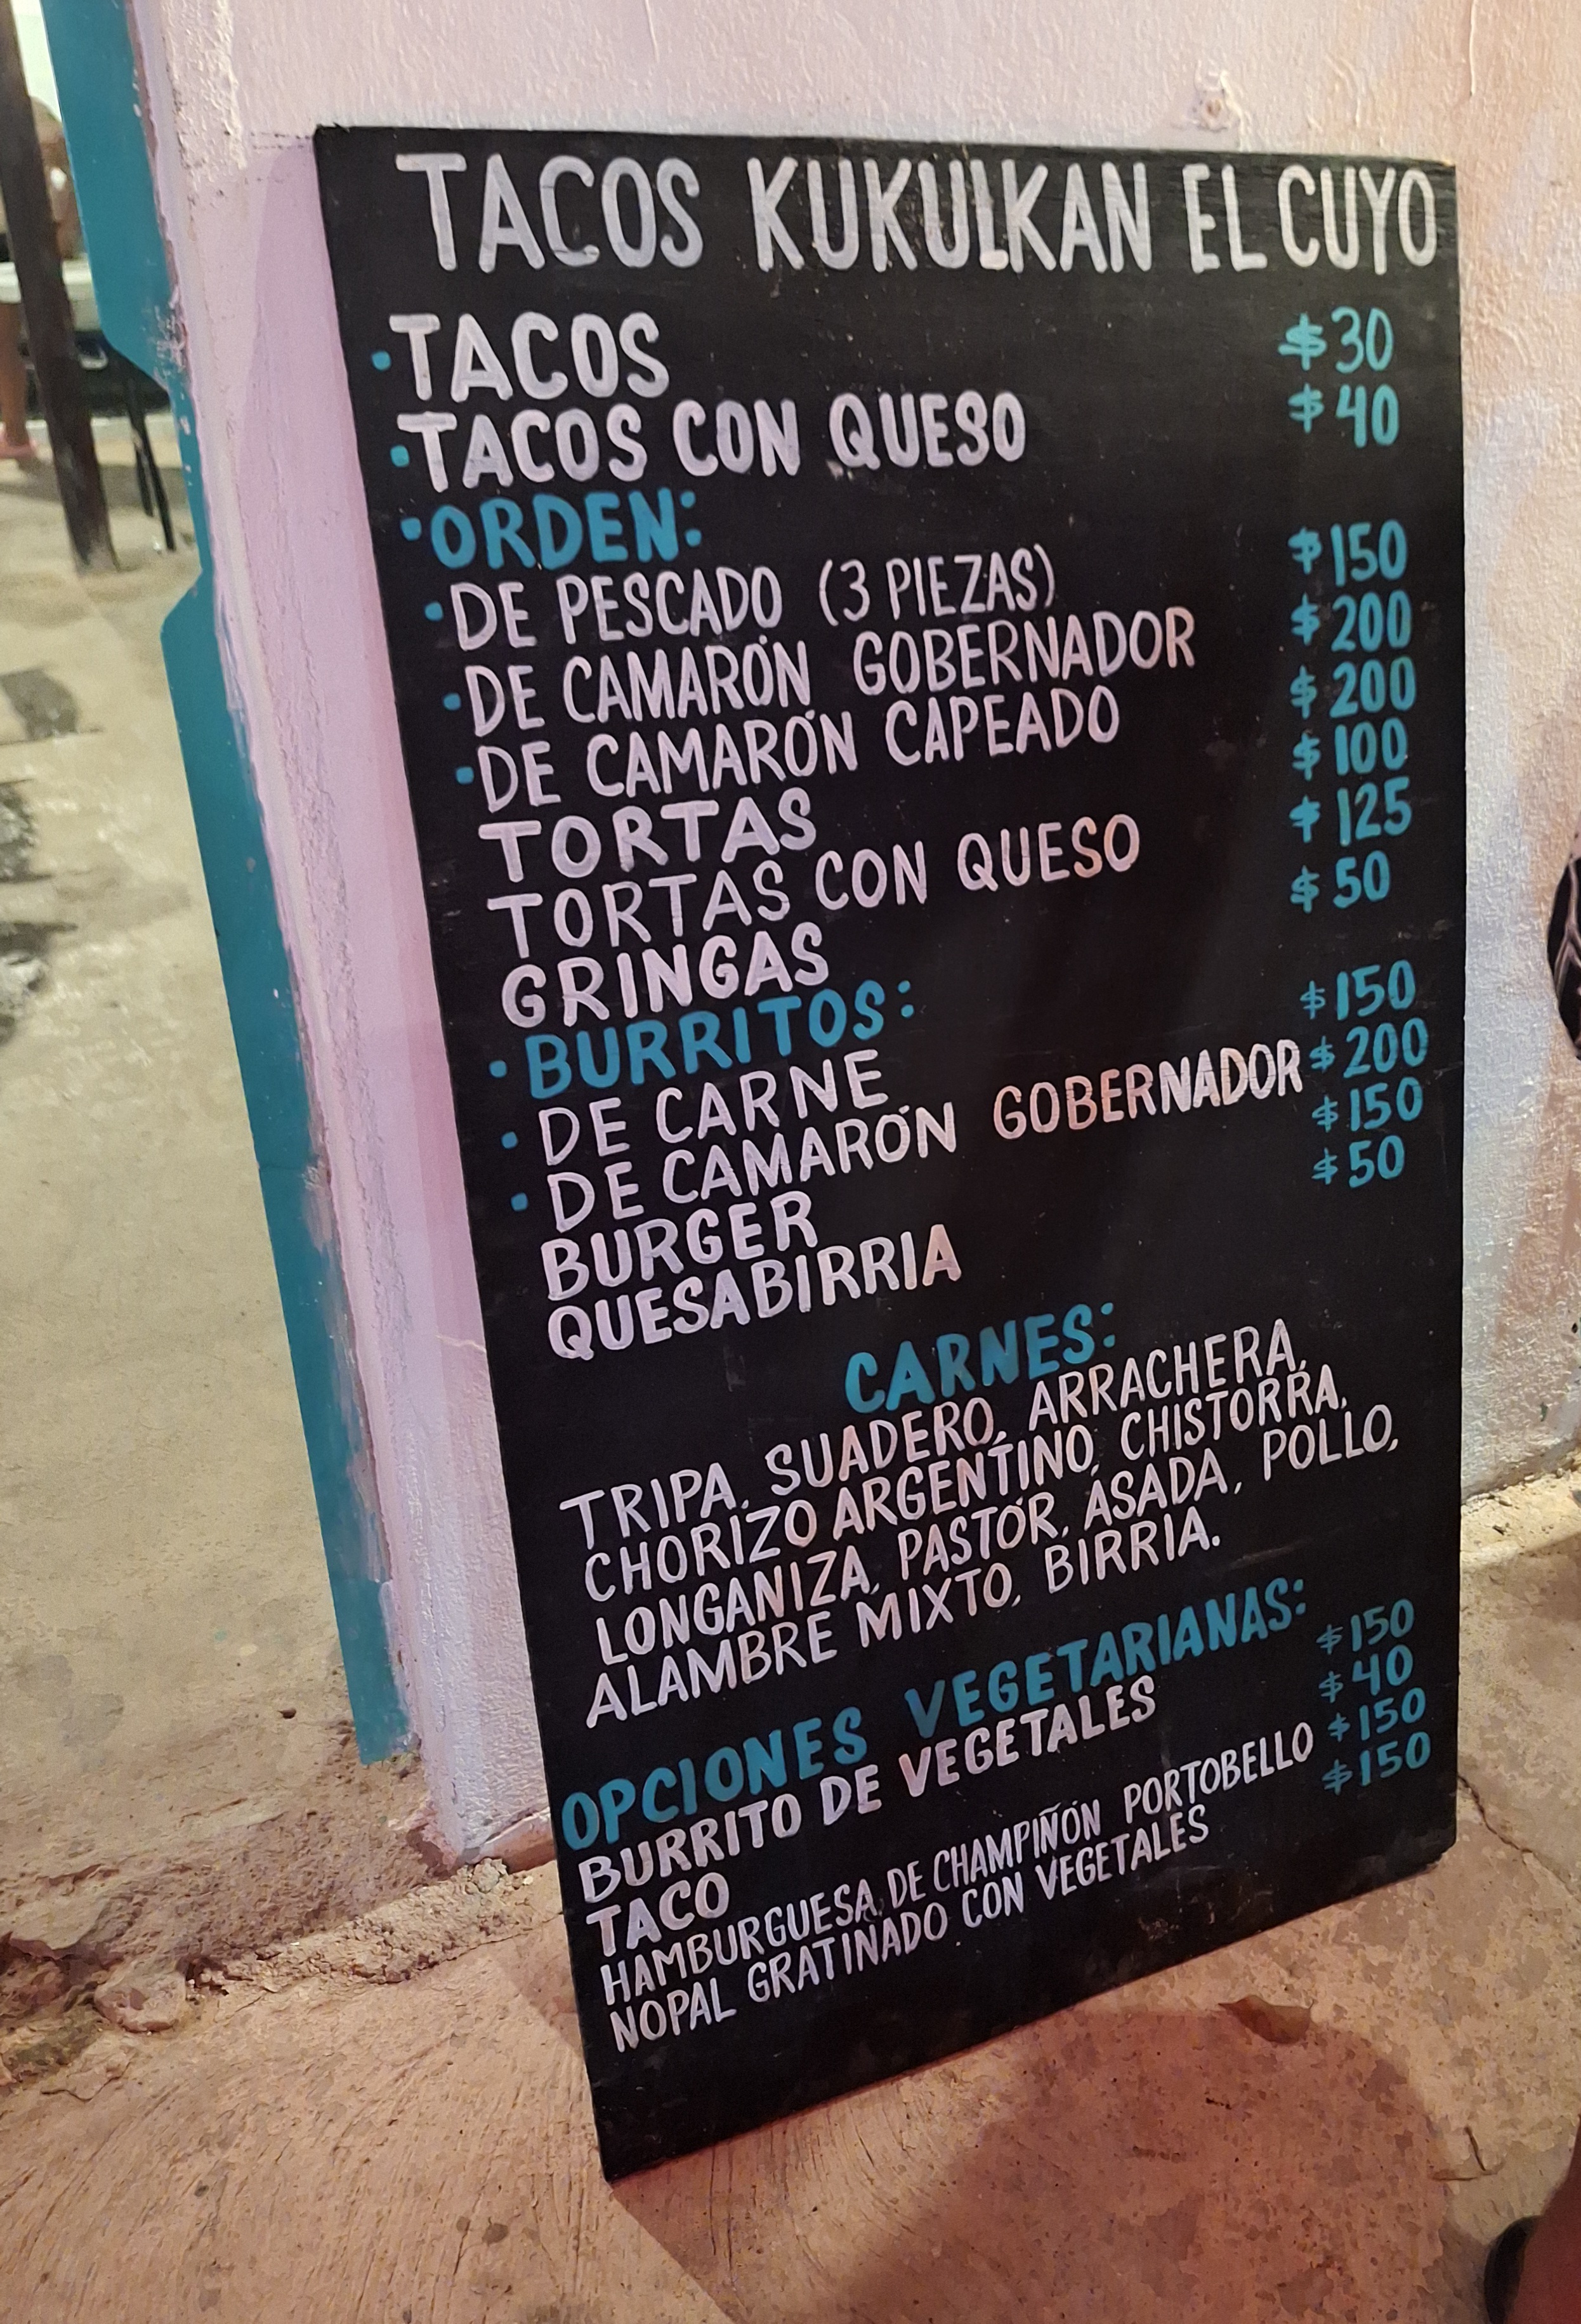 TACOS KUKULKAN EL CUYO
·TACOS $30
·TACOS CON QUESO $40
·ORDEN:
·DE PESCADO (3 PIEZAS) $150
·DE CAMARÓN GOBERNADOR $200
·DE CAMARÓN CAPEADO $200
TORTAS $100
TORTAS CON QUESO $125
GRINGAS $50
·BURRITOS:
·DE CARNE $150
·DE CAMARÓN GOBERNADOR $200
BURGER $150
QUESABIRRIA $50
CARNES:
TRIPA, SUADERO, ARRACHERA,
CHORIZO ARGENTINO, CHISTORRA,
LONGANIZA, PASTOR, ASADA, POLLO,
ALAMBRE MIXTO, BIRRIA.
OPCIONES VEGETARIANAS:
BURRITO DE VEGETALES $150
TACO $40
HAMBURGUESA DE CHAMPIÑÓN PORTOBELLO $150
NOPAL GRATINADO CON VEGETALES $150